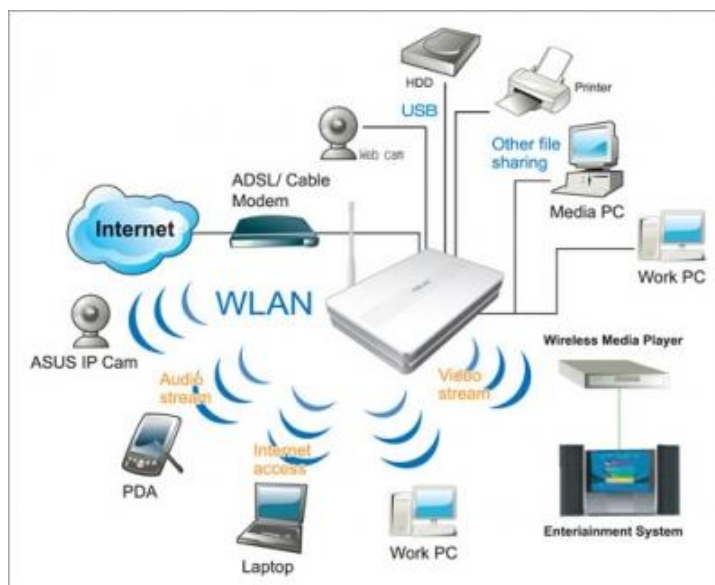 HDD
USB
Printer
Web cam
Other file
sharing
ADSL/ Cable
Modem
Media PC
Internet
Work PC
WLAN
ASUS IP Cam
Wireless Media Player
Audio
stream
Video
stream
Internet
access
PDA
Laptop
Work PC
Enteriainment System